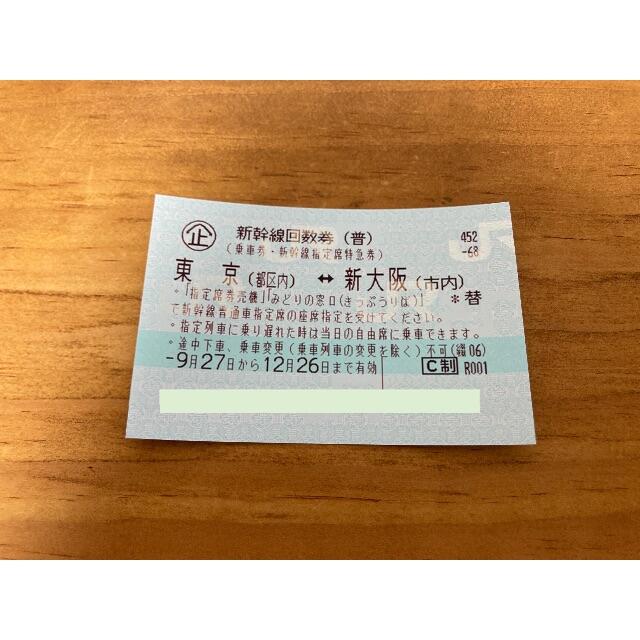 企 新幹線回数券（普） 452
（乗車券・新幹線指定席特急券） -68
東 京（都区内） ↔ 新大阪（市内）
・「指定席券売機」「みどりの窓口（きっぷうりば）」 ＊替
で新幹線普通車指定席の座席指定を受けてください。
・指定列車に乗り遅れた時は当日の自由席に乗車できます。
・途中下車、乗車変更（乗車列車の変更を除く）不可（繙06）
-9月27日から12月26日まで有効 C制 R001